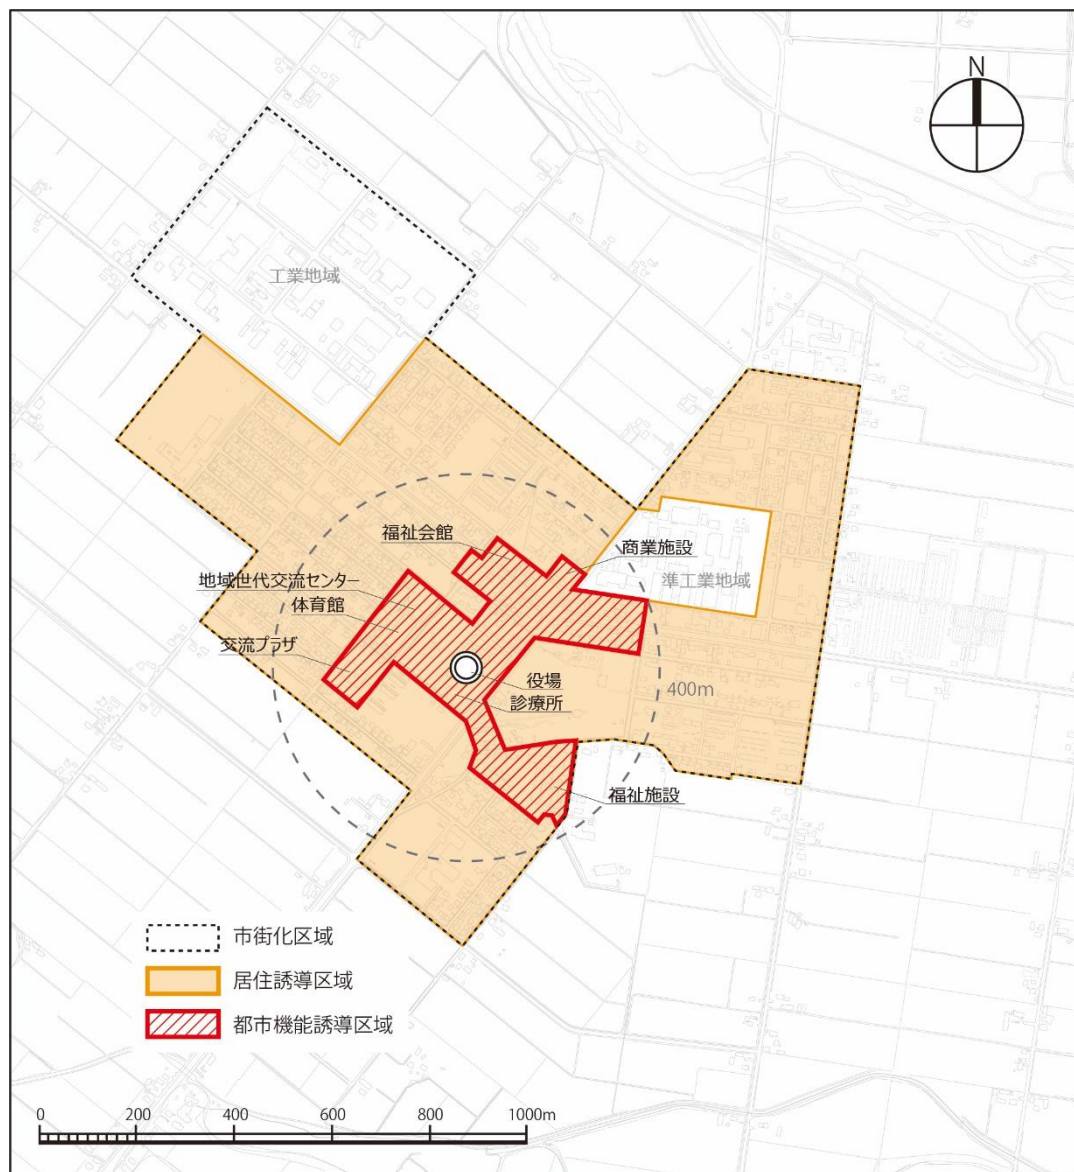 N
工業地域
福祉会館
商業施設
地域世代交流センター
準工業地域
体育館
交流プラザ
役場
診療所
400m
福祉施設
市街化区域
居住誘導区域
都市機能誘導区域
0 200 400 600 800 1000m